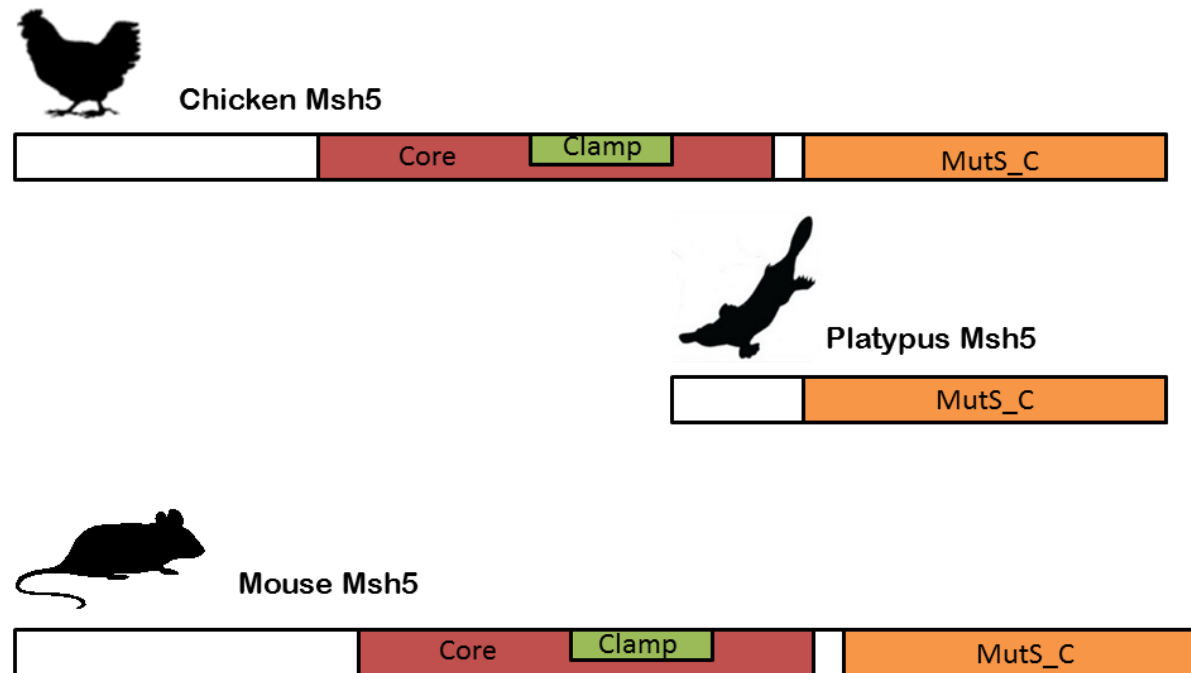 Chicken Msh5
Core
Clamp
MutS_C
Platypus Msh5
MutS_C
Mouse Msh5
Core
Clamp
MutS_C